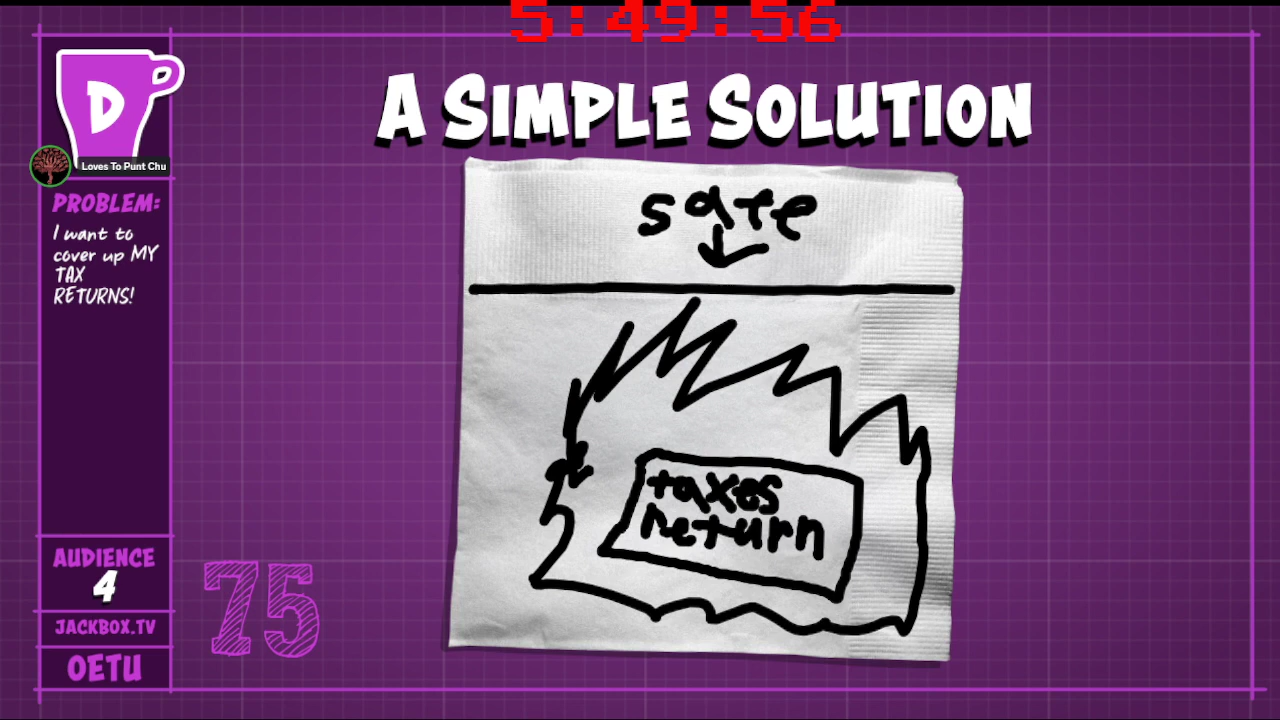 5:49:56
D
A SIMPLE SOLUTION
Loves To Punt Chu
PROBLEM:
I want to
cover up MY
TAX
RETURNS!
safe
taxes
return
AUDIENCE
4
JACKBOX.TV
OETU
75